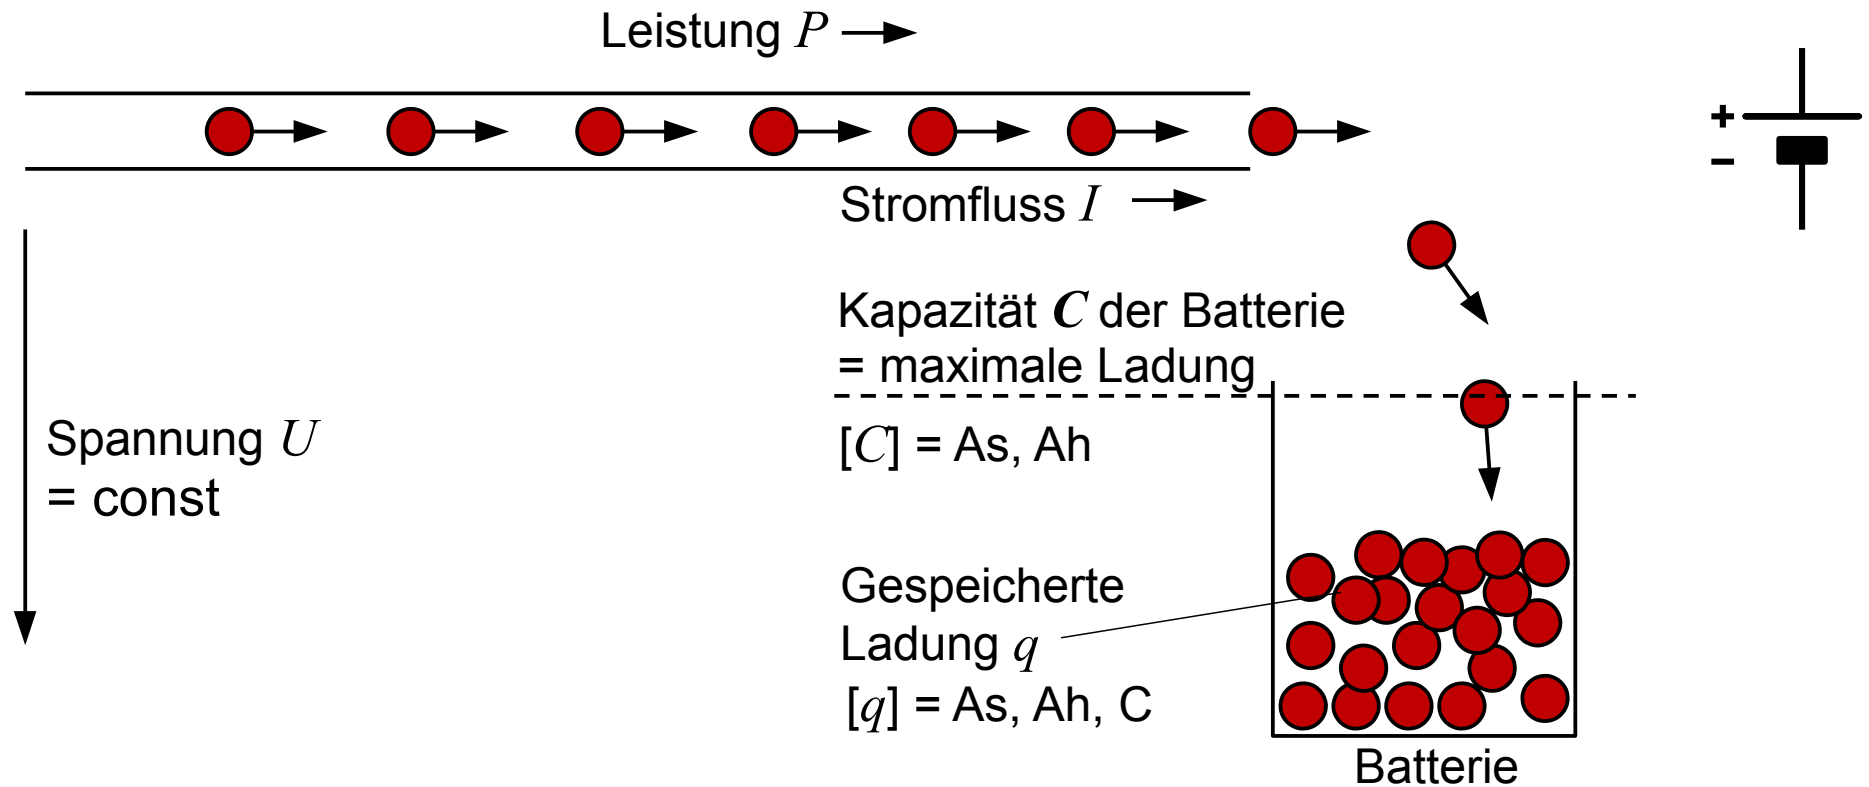 Leistung P
+
–
Stromfluss I
Kapazität C der Batterie
= maximale Ladung
[C] = As, Ah
Spannung U
= const
Gespeicherte
Ladung q
[q] = As, Ah, C
Batterie